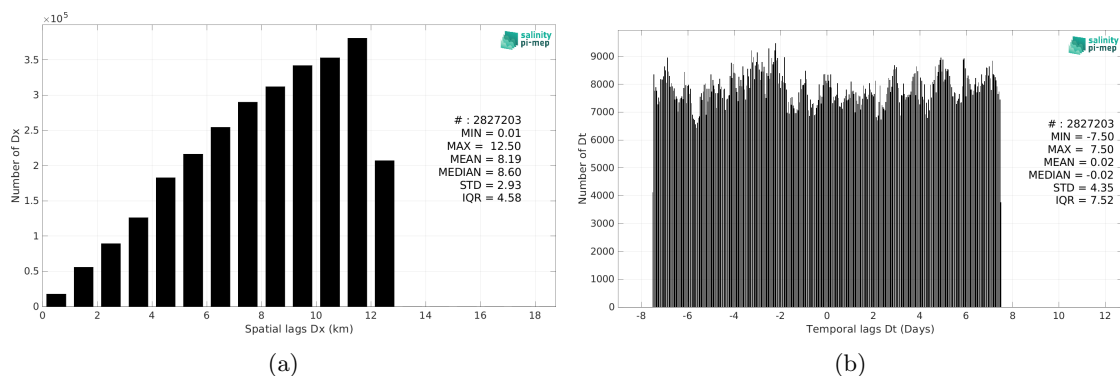 ×10⁵
3.5
3
2.5
2
1.5
1
0.5
0
0 2 4 6 8 10 12 14 16 18
Number of Dx
Spatial lags Dx (km)
salinity
pi-mep
# : 2827203
MIN = 0.01
MAX = 12.50
MEAN = 8.19
MEDIAN = 8.60
STD = 2.93
IQR = 4.58
(a)
9000
8000
7000
6000
5000
4000
3000
2000
1000
0
-8 -6 -4 -2 0 2 4 6 8 10 12
Number of Dt
Temporal lags Dt (Days)
salinity
pi-mep
# : 2827203
MIN = -7.50
MAX = 7.50
MEAN = 0.02
MEDIAN = -0.02
STD = 4.35
IQR = 7.52
(b)